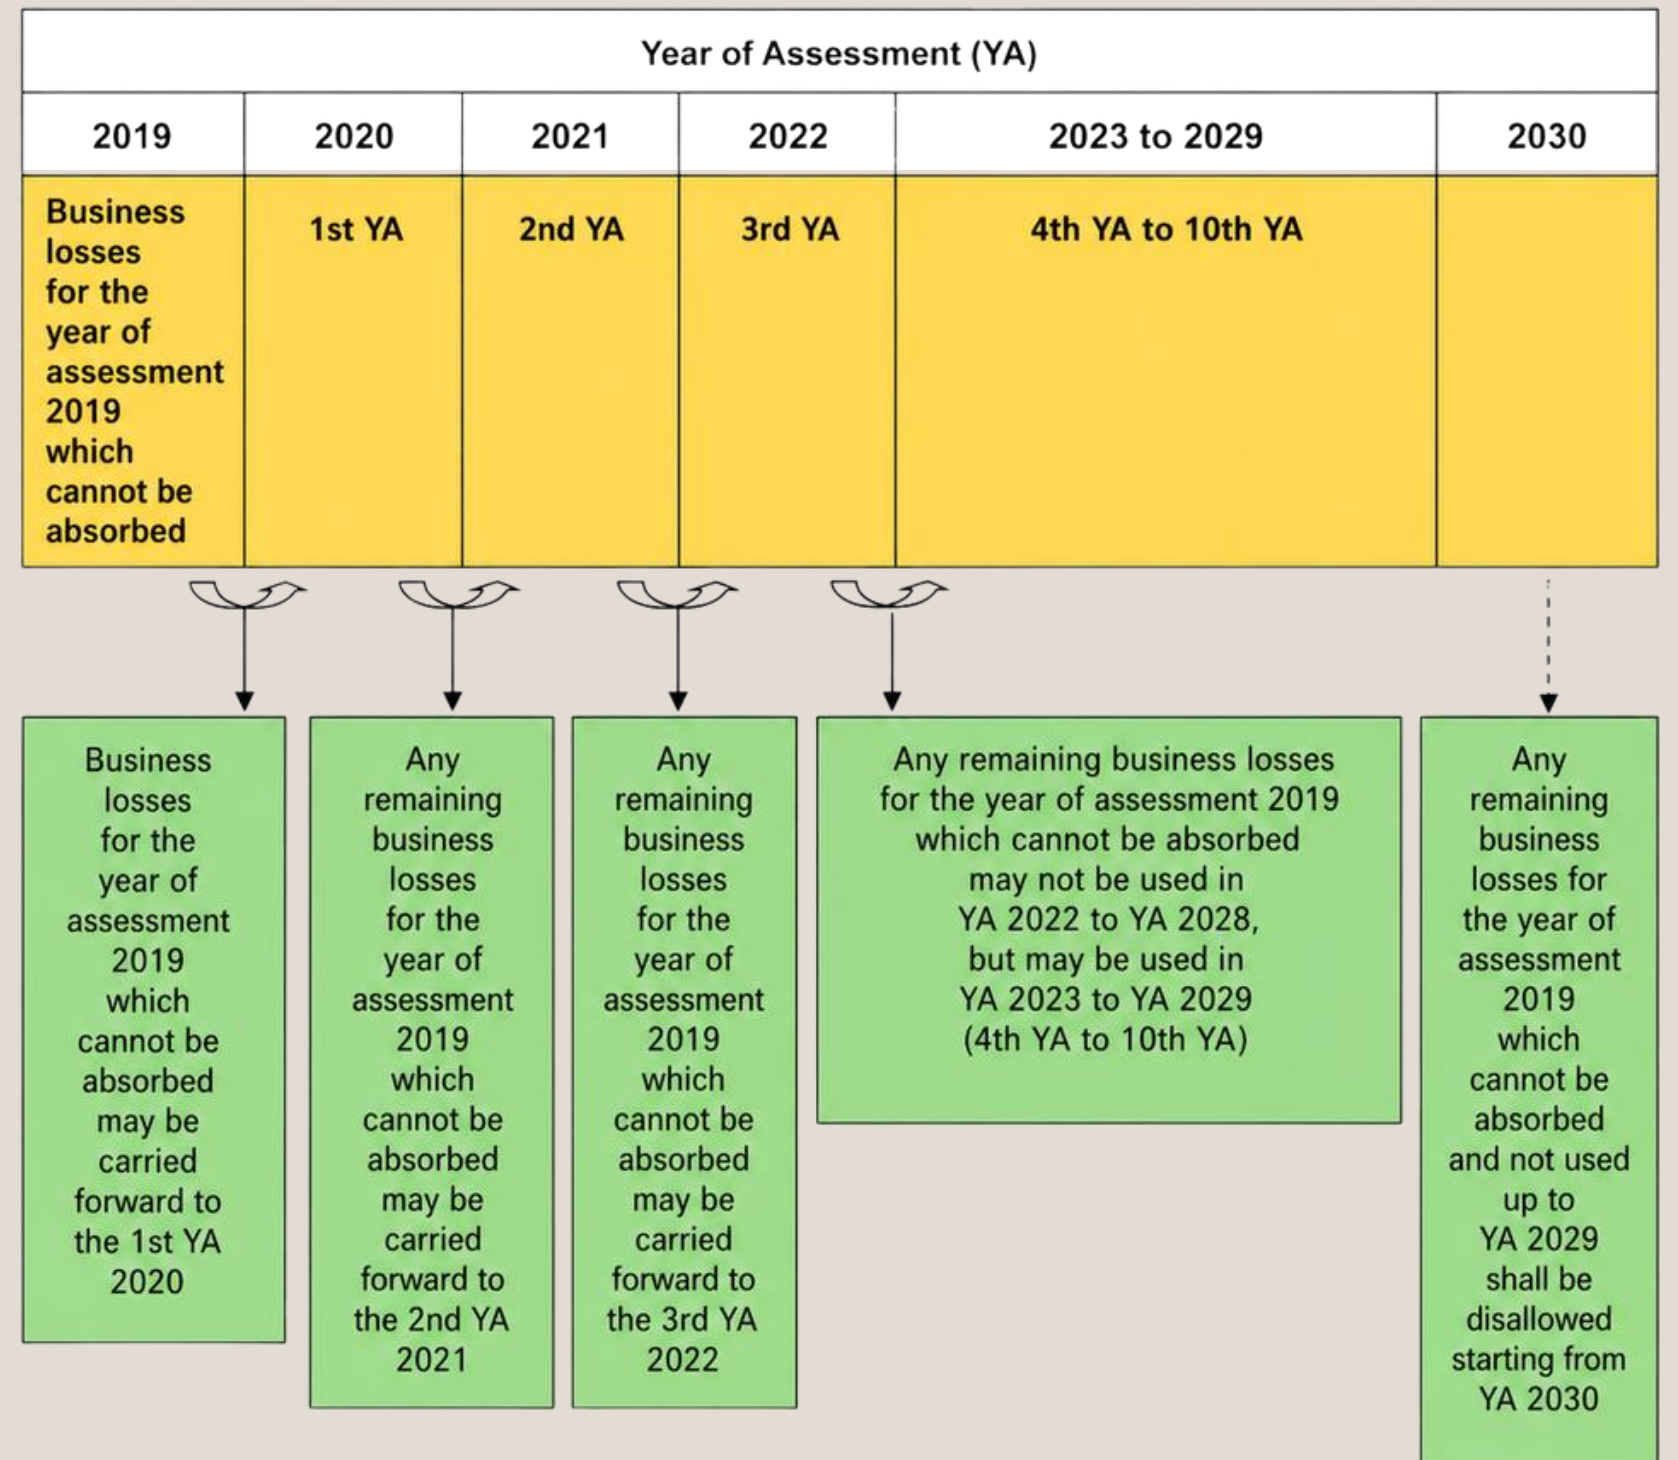 Year of Assessment (YA)
2019
2020
2021
2022
2023 to 2029
2030
Business
losses
for the
year of
assessment
2019
which
cannot be
absorbed
1st YA
2nd YA
3rd YA
4th YA to 10th YA
Business
losses
for the
year of
assessment
2019
which
cannot be
absorbed
may be
carried
forward to
the 1st YA
2020
Any
remaining
business
losses
for the
year of
assessment
2019
which
cannot be
absorbed
may be
carried
forward to
the 2nd YA
2021
Any
remaining
business
losses
for the
year of
assessment
2019
which
cannot be
absorbed
may be
carried
forward to
the 3rd YA
2022
Any remaining business losses
for the year of assessment 2019
which cannot be absorbed
may not be used in
YA 2022 to YA 2028,
but may be used in
YA 2023 to YA 2029
(4th YA to 10th YA)
Any
remaining
business
losses for
the year of
assessment
2019
which
cannot be
absorbed
and not used
up to
YA 2029
shall be
disallowed
starting from
YA 2030